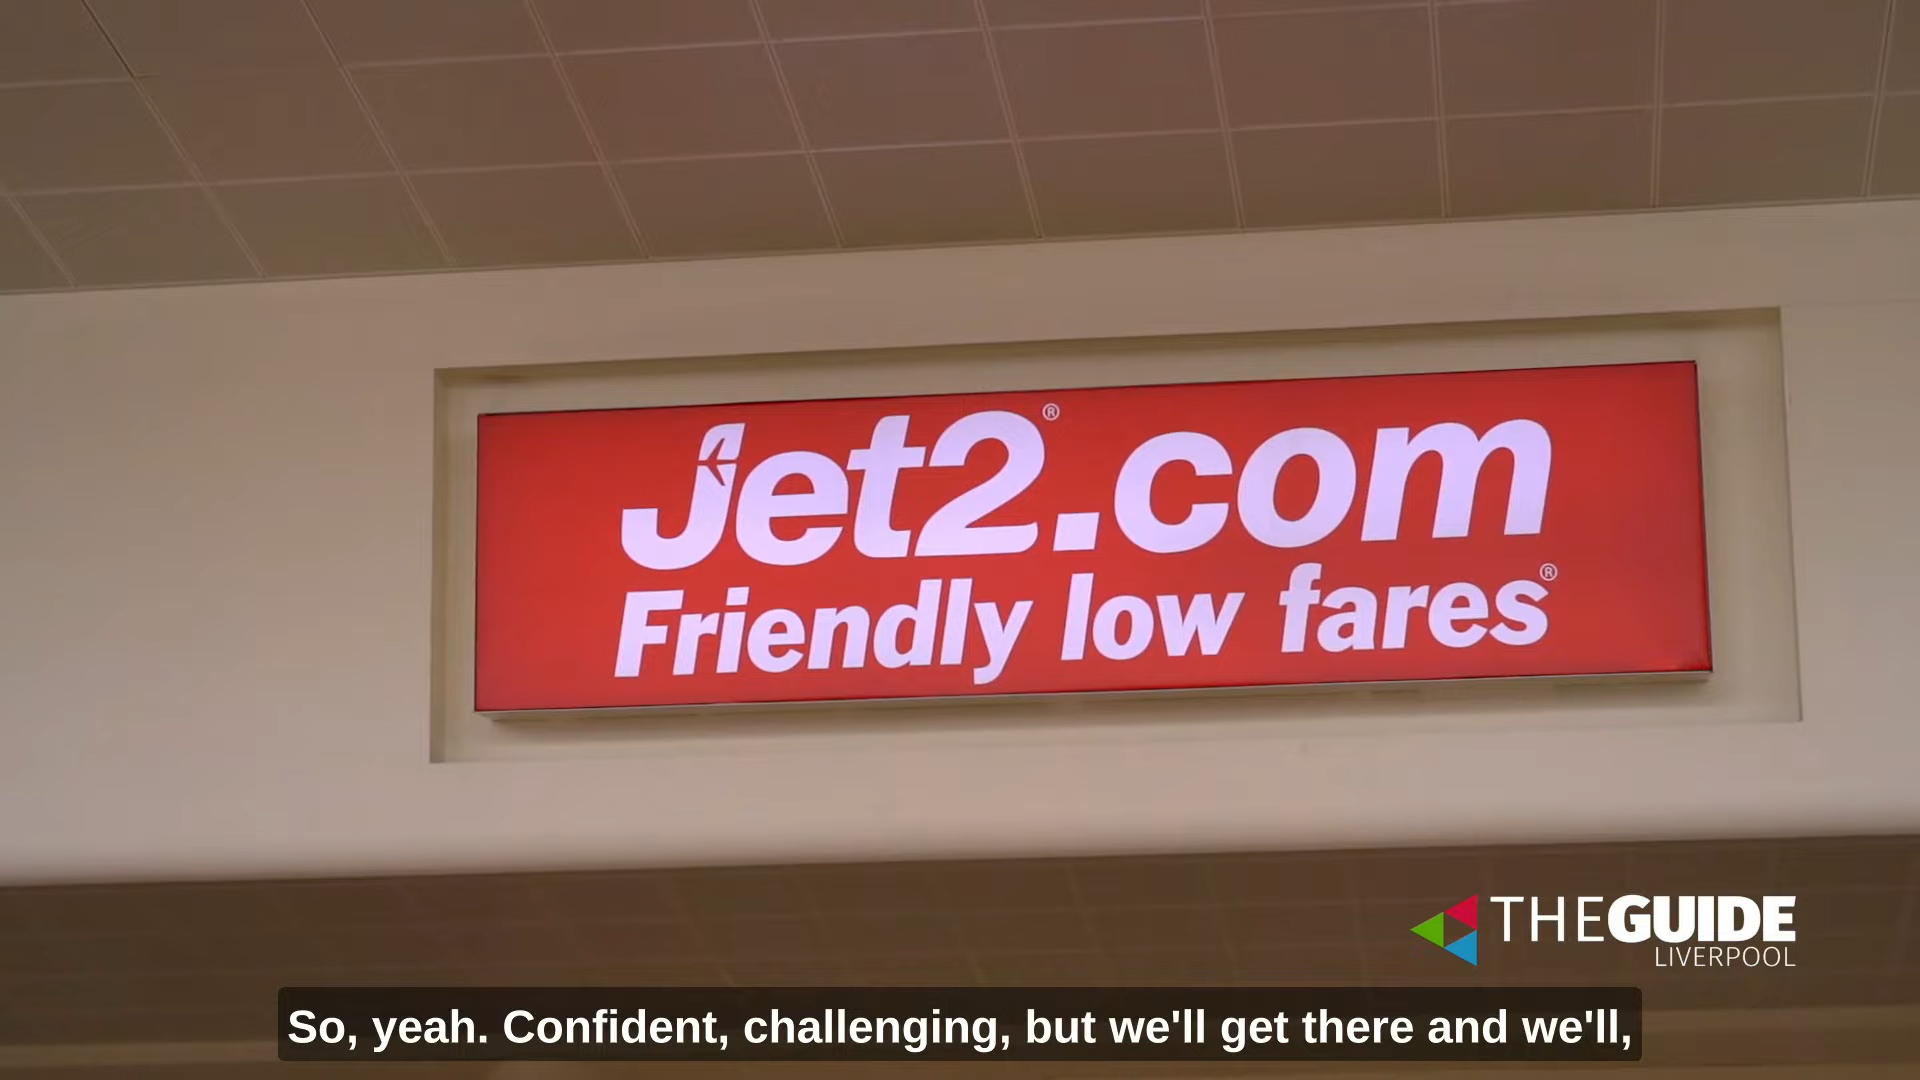 Jet2®.com
Friendly low fares®
THEGUIDE
LIVERPOOL
So, yeah. Confident, challenging, but we'll get there and we'll,